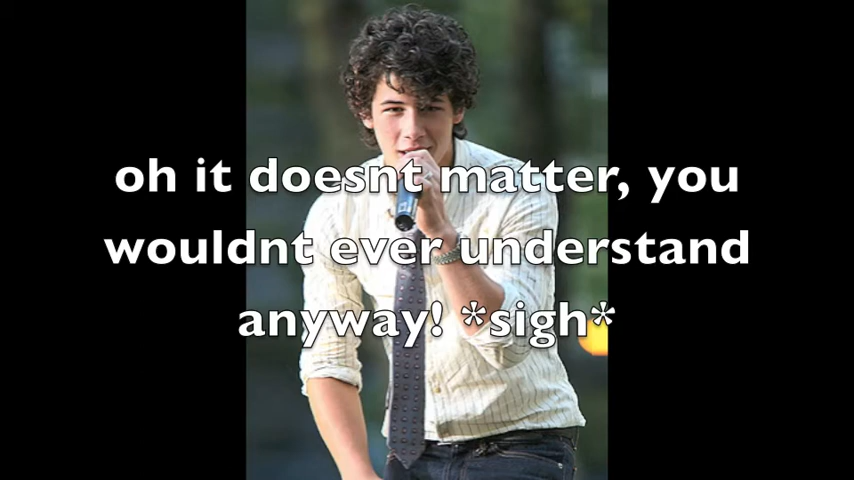 oh it doesnt matter, you
wouldnt ever understand
anyway! *sigh*